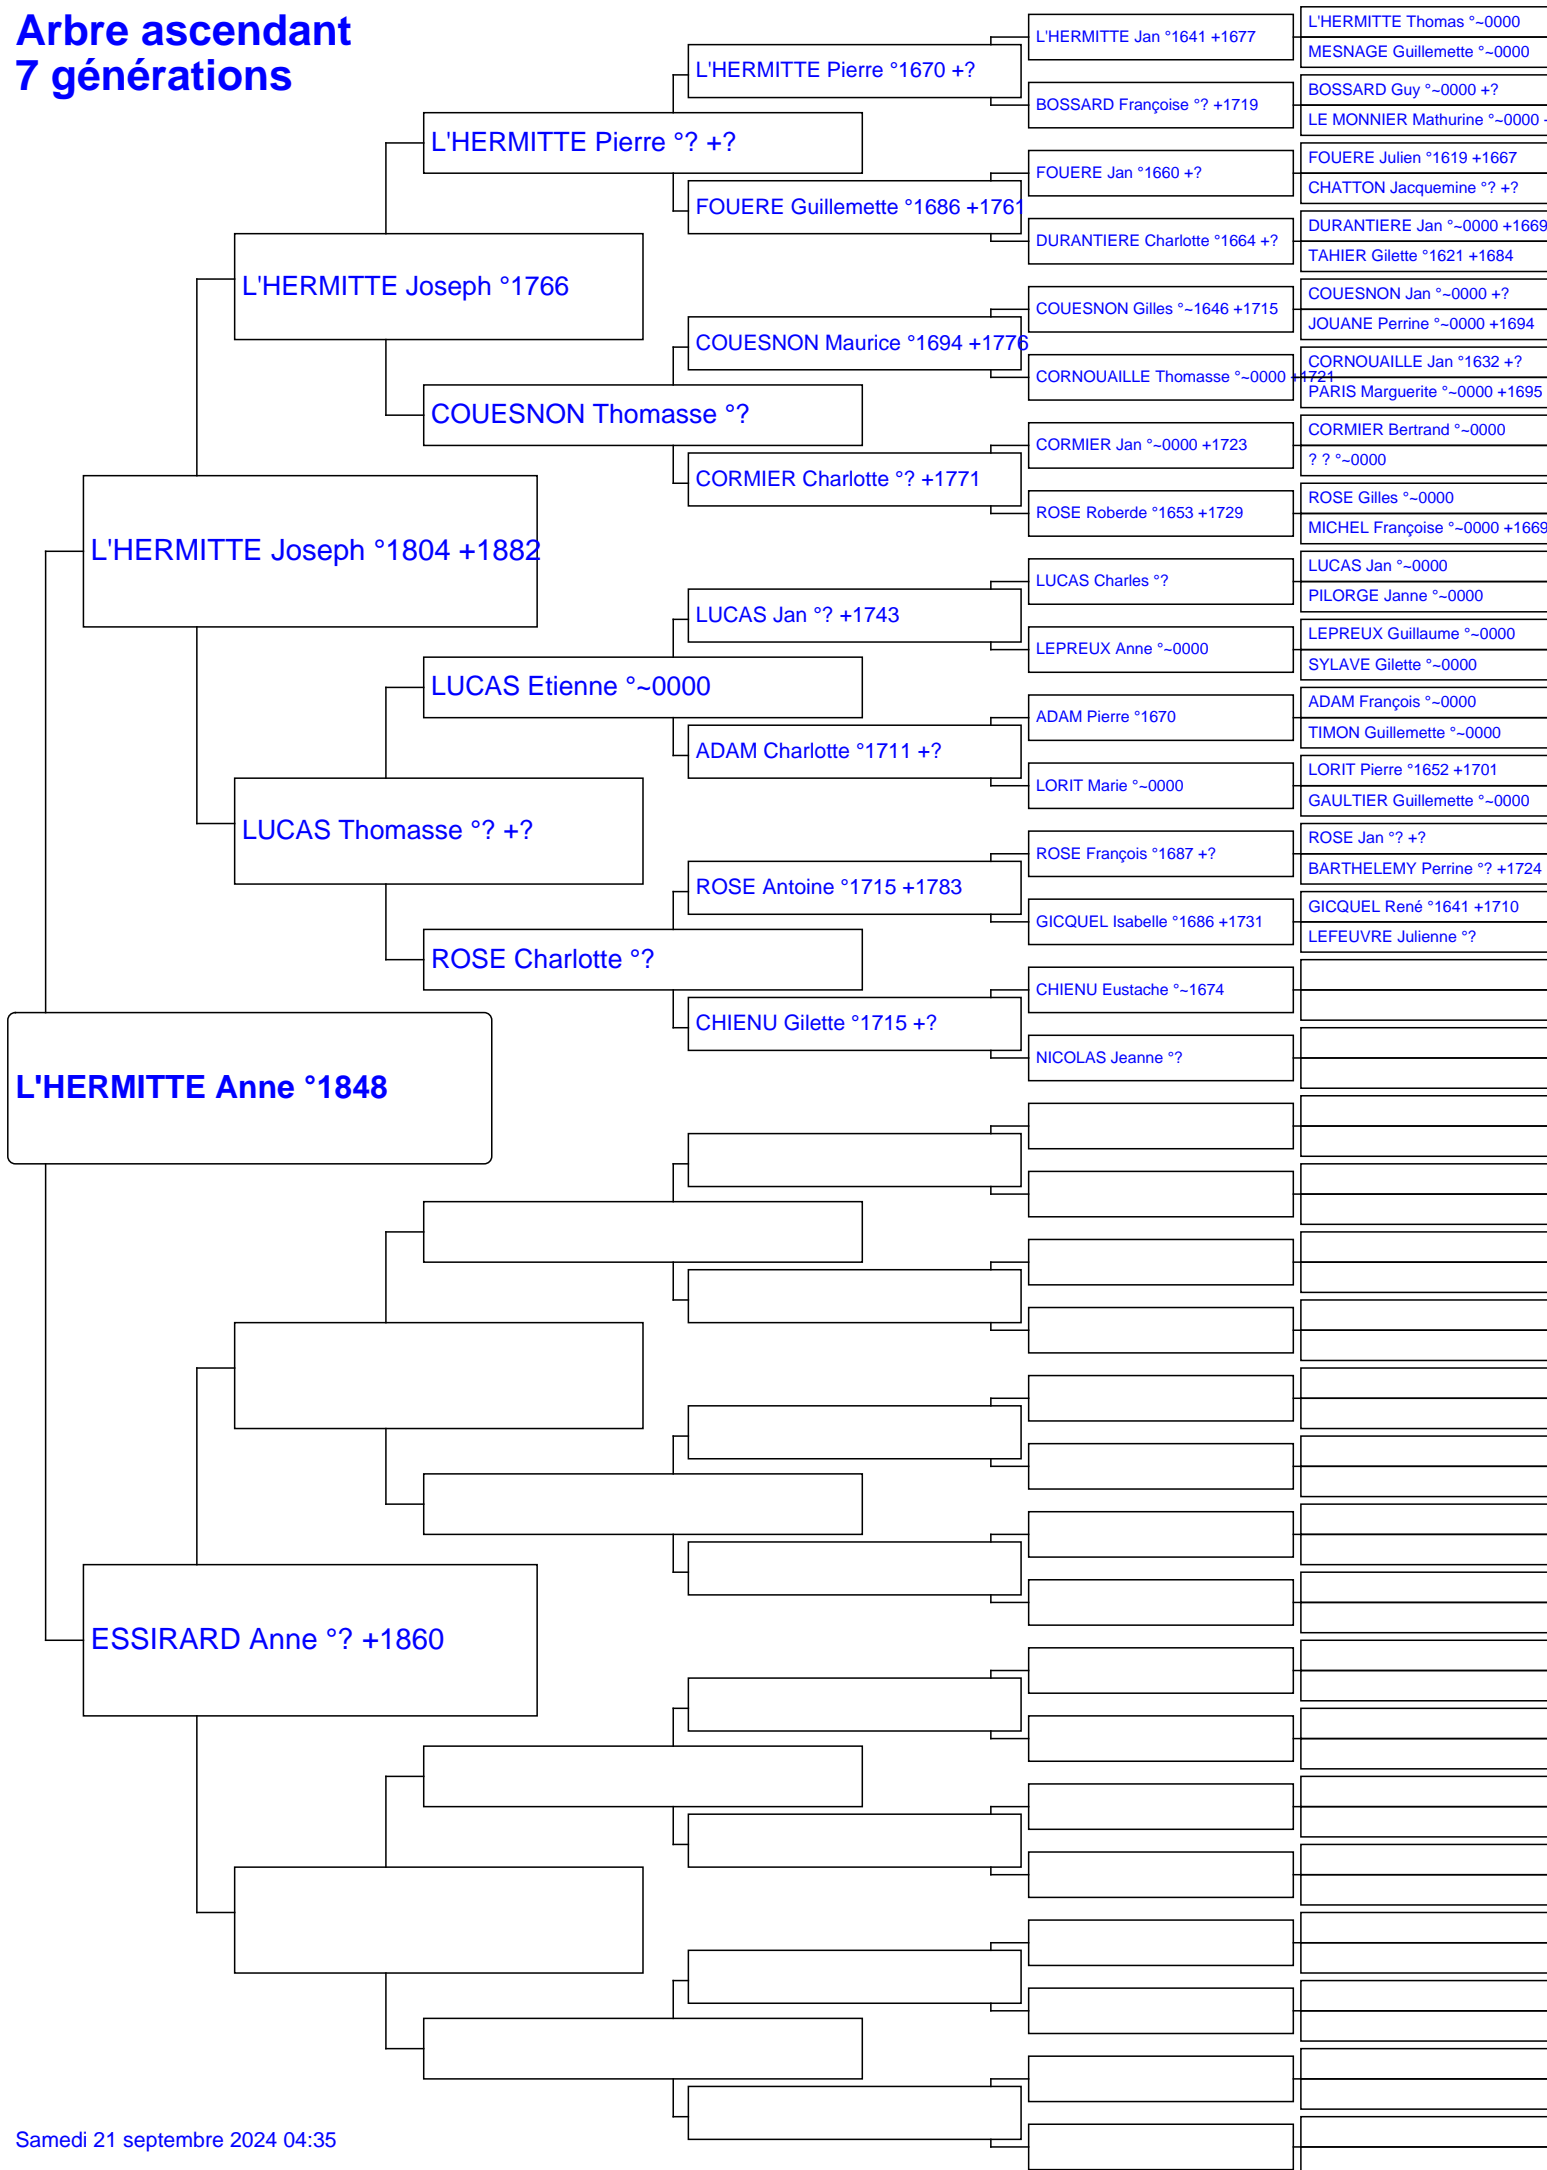 Arbre ascendant
7 générations
L'HERMITTE Anne °1848
L'HERMITTE Joseph °1804 +1882
ESSIRARD Anne °? +1860
L'HERMITTE Joseph °1766
LUCAS Thomasse °? +?
L'HERMITTE Pierre °? +?
COUESNON Thomasse °?
LUCAS Etienne °~0000
ROSE Charlotte °?
L'HERMITTE Pierre °1670 +?
FOUERE Guillemette °1686 +1761
COUESNON Maurice °1694 +1776
CORMIER Charlotte °? +1771
LUCAS Jan °? +1743
ADAM Charlotte °1711 +?
ROSE Antoine °1715 +1783
CHIENU Gilette °1715 +?
L'HERMITTE Jan °1641 +1677
BOSSARD Françoise °? +1719
FOUERE Jan °1660 +?
DURANTIERE Charlotte °1664 +?
COUESNON Gilles °~1646 +1715
CORNOUAILLE Thomasse °~0000 +1721
CORMIER Jan °~0000 +1723
ROSE Roberde °1653 +1729
LUCAS Charles °?
LEPREUX Anne °~0000
ADAM Pierre °1670
LORIT Marie °~0000
ROSE François °1687 +?
GICQUEL Isabelle °1686 +1731
CHIENU Eustache °~1674
NICOLAS Jeanne °?
L'HERMITTE Thomas °~0000
MESNAGE Guillemette °~0000
BOSSARD Guy °~0000 +?
LE MONNIER Mathurine °~0000
FOUERE Julien °1619 +1667
CHATTON Jacquemine °? +?
DURANTIERE Jan °~0000 +1669
TAHIER Gilette °1621 +1684
COUESNON Jan °~0000 +?
JOUANE Perrine °~0000 +1694
CORNOUAILLE Jan °1632 +?
PARIS Marguerite °~0000 +1695
CORMIER Bertrand °~0000
? ? °~0000
ROSE Gilles °~0000
MICHEL Françoise °~0000 +1669
LUCAS Jan °~0000
PILORGE Janne °~0000
LEPREUX Guillaume °~0000
SYLAVE Gilette °~0000
ADAM François °~0000
TIMON Guillemette °~0000
LORIT Pierre °1652 +1701
GAULTIER Guillemette °~0000
ROSE Jan °? +?
BARTHELEMY Perrine °? +1724
GICQUEL René °1641 +1710
LEFEUVRE Julienne °?
Samedi 21 septembre 2024 04:35